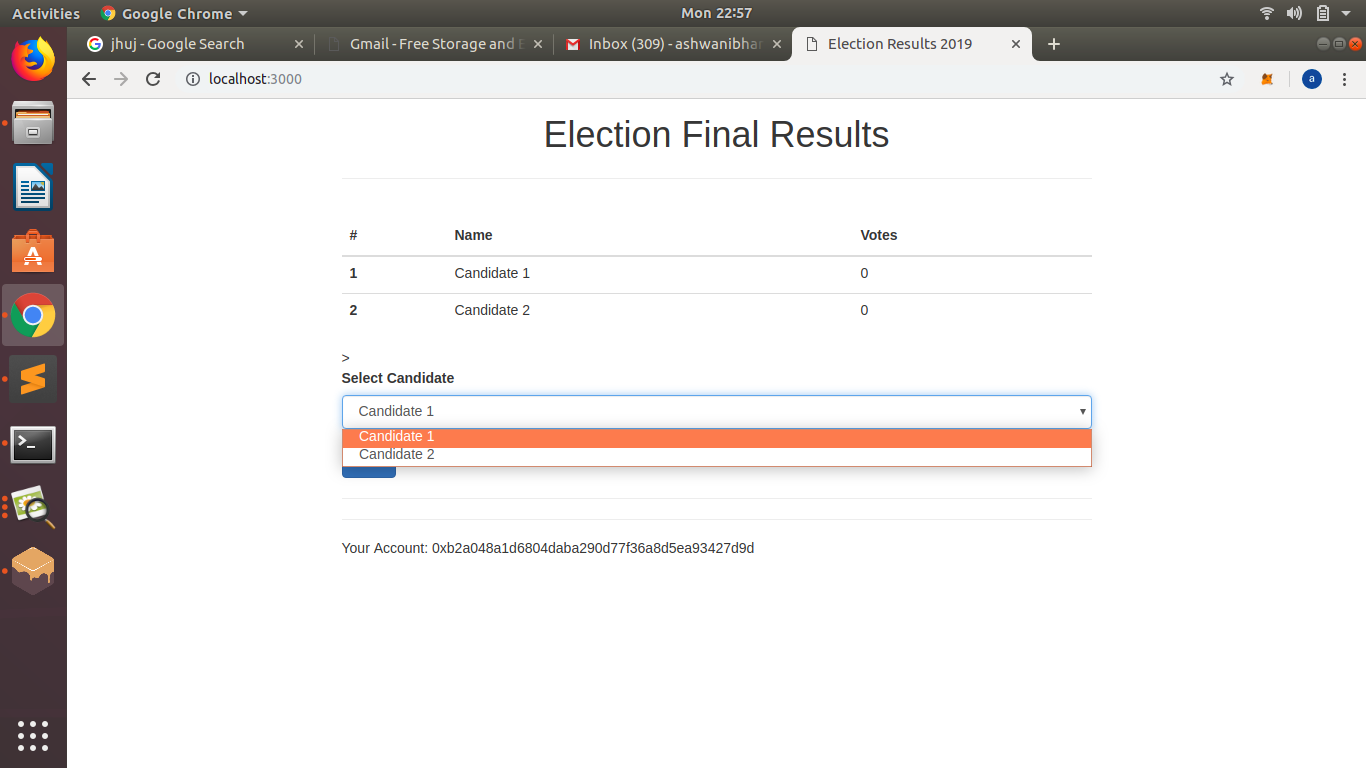 Activities Google Chrome Mon 22:57
jhuj - Google Search Gmail - Free Storage and E Inbox (309) - ashwanibhar Election Results 2019
localhost:3000 a
Election Final Results
# Name Votes
1 Candidate 1 0
2 Candidate 2 0
>
Select Candidate
Candidate 1
Candidate 1
Candidate 2
Your Account: 0xb2a048a1d6804daba290d77f36a8d5ea93427d9d